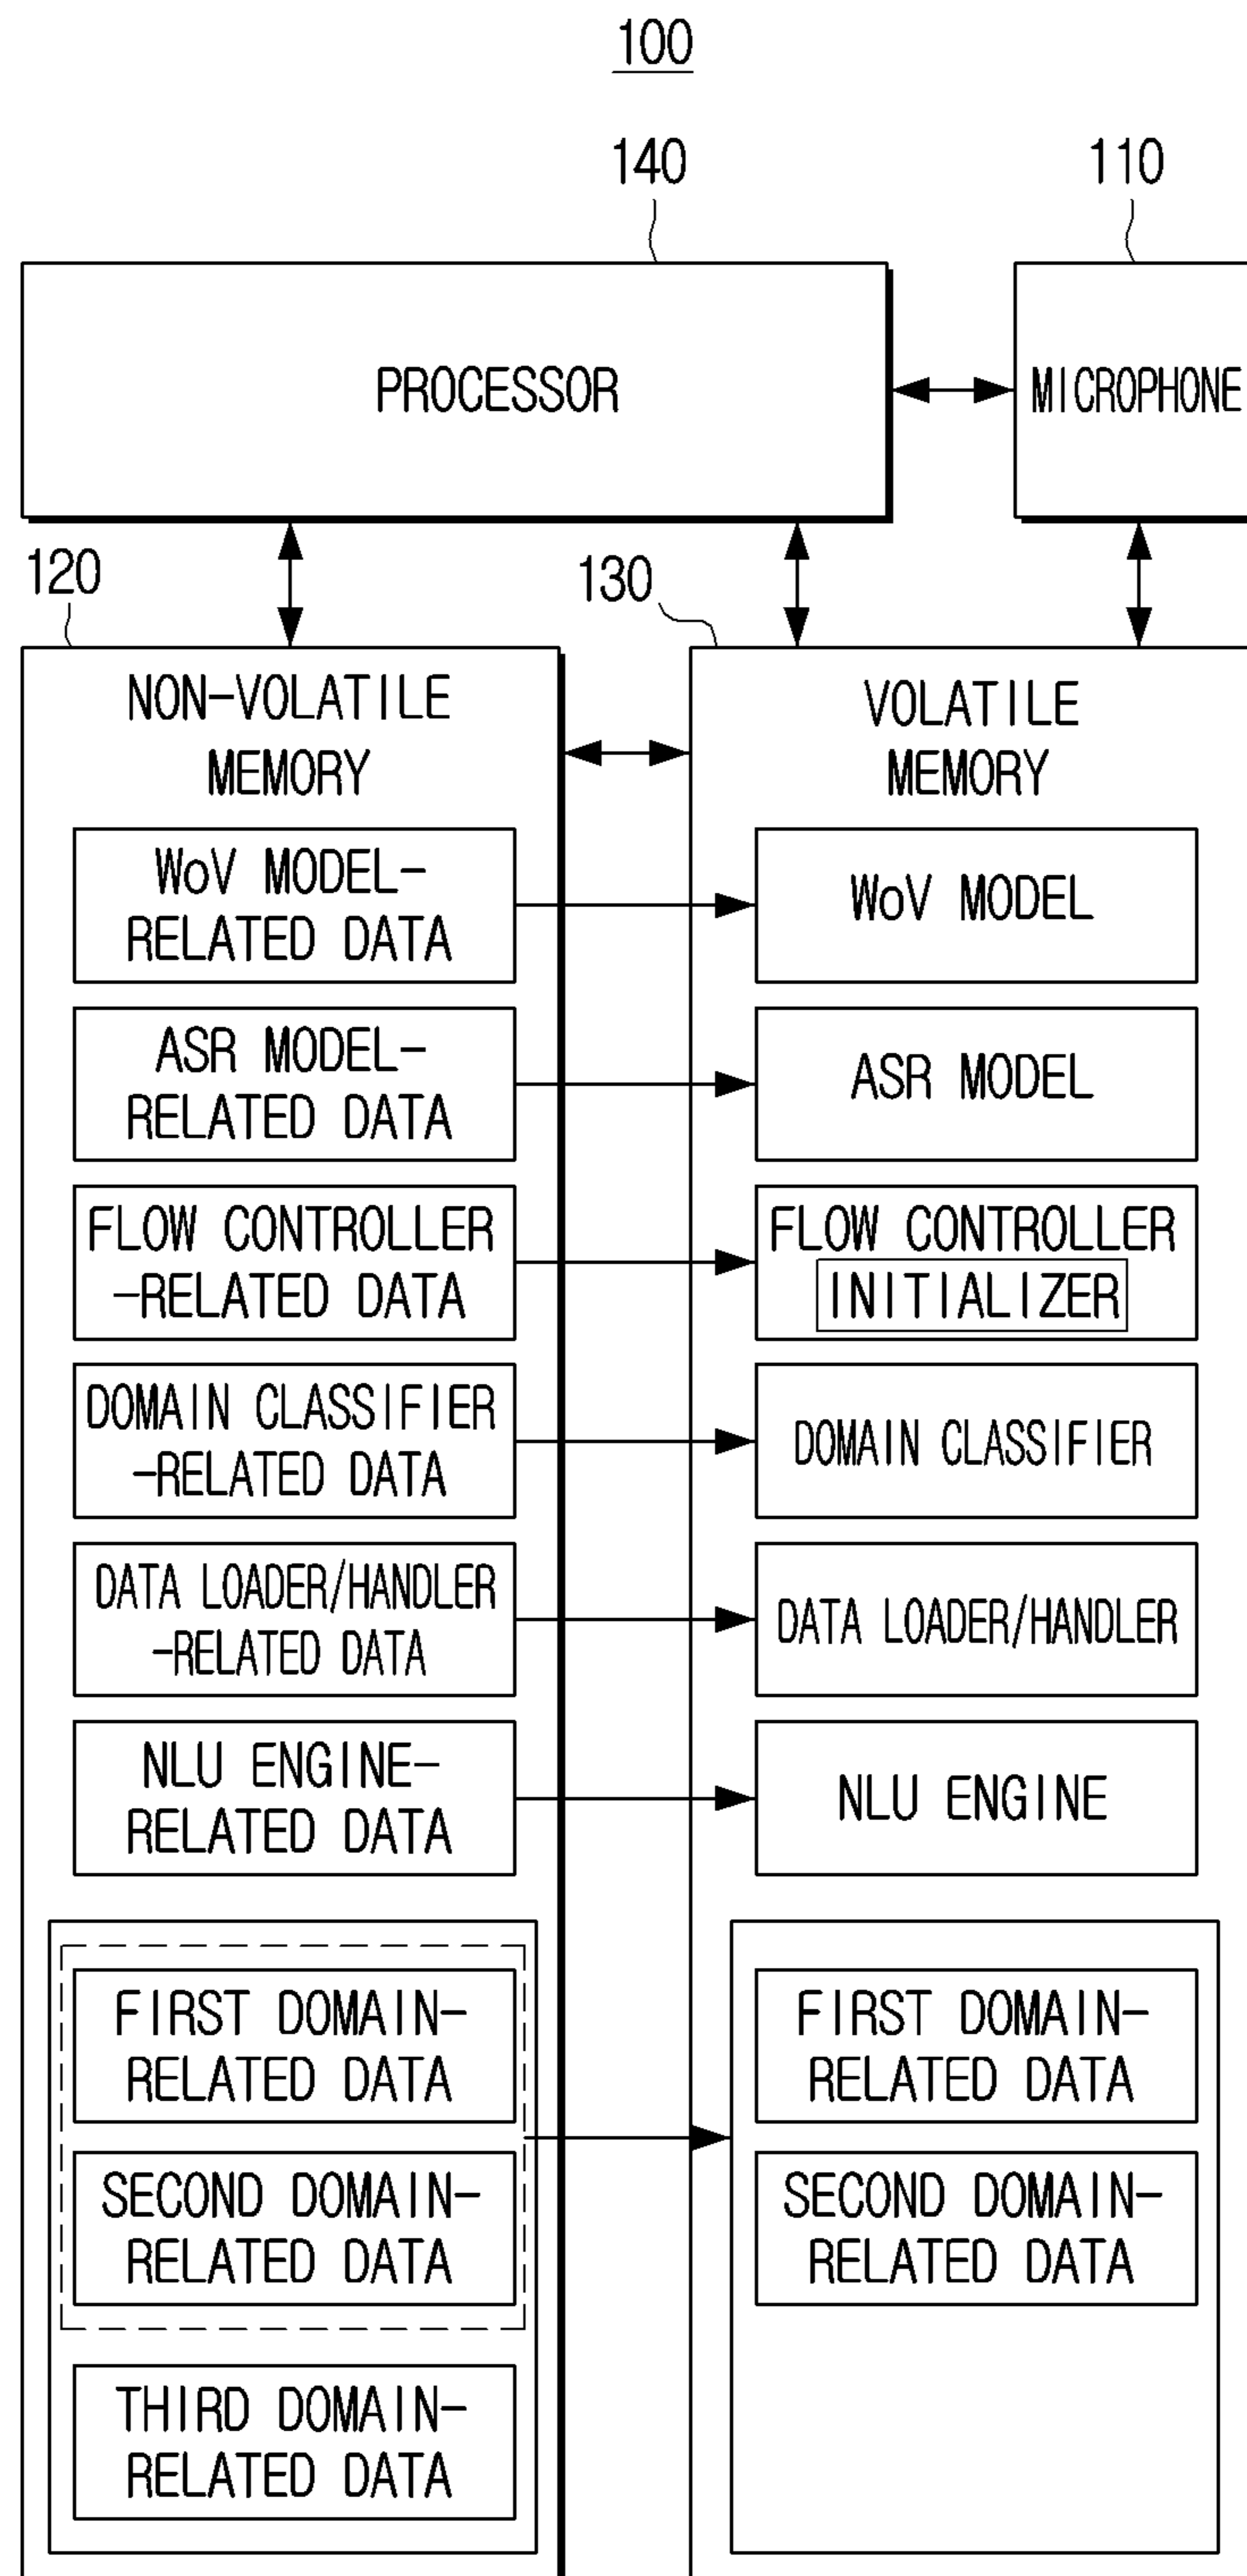 100
140
110
PROCESSOR
MICROPHONE
120
130
NON-VOLATILE
MEMORY
VOLATILE
MEMORY
WoV MODEL-
RELATED DATA
WoV MODEL
ASR MODEL-
RELATED DATA
ASR MODEL
FLOW CONTROLLER
-RELATED DATA
FLOW CONTROLLER
INITIALIZER
DOMAIN CLASSIFIER
-RELATED DATA
DOMAIN CLASSIFIER
DATA LOADER/HANDLER
-RELATED DATA
DATA LOADER/HANDLER
NLU ENGINE-
RELATED DATA
NLU ENGINE
FIRST DOMAIN-
RELATED DATA
FIRST DOMAIN-
RELATED DATA
SECOND DOMAIN-
RELATED DATA
SECOND DOMAIN-
RELATED DATA
THIRD DOMAIN-
RELATED DATA